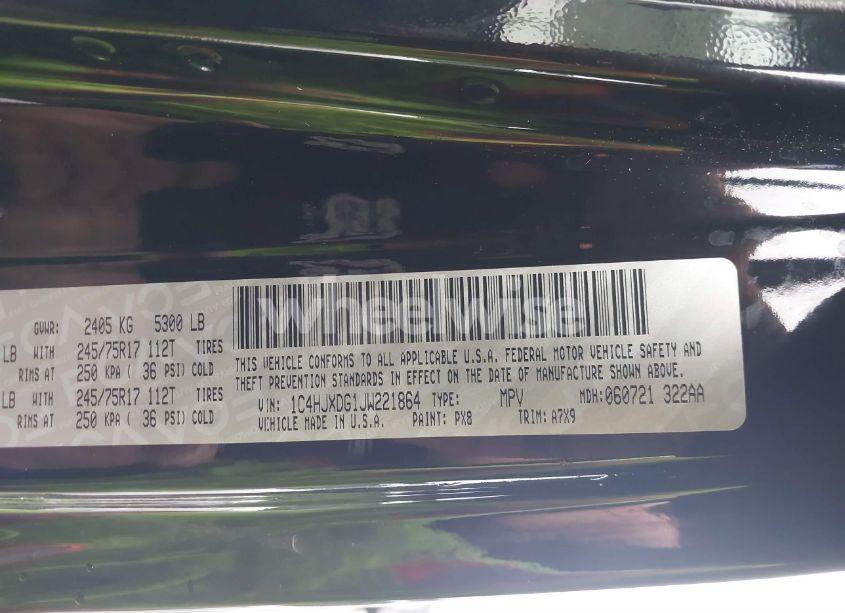 GVWR: 2405 KG 5300 LB
LB WITH 245/75R17 112T TIRES
RIMS AT 250 KPA ( 36 PSI) COLD
LB WITH 245/75R17 112T TIRES
RIMS AT 250 KPA ( 36 PSI) COLD
wheelwise
THIS VEHICLE CONFORMS TO ALL APPLICABLE U.S.A. FEDERAL MOTOR VEHICLE SAFETY AND
THEFT PREVENTION STANDARDS IN EFFECT ON THE DATE OF MANUFACTURE SHOWN ABOVE.
VIN: 1C4HJXDG1JW221864 TYPE: MPV MDH:060721 322AA
VEHICLE MADE IN U.S.A. PAINT: PX8 TRIM: A7X9